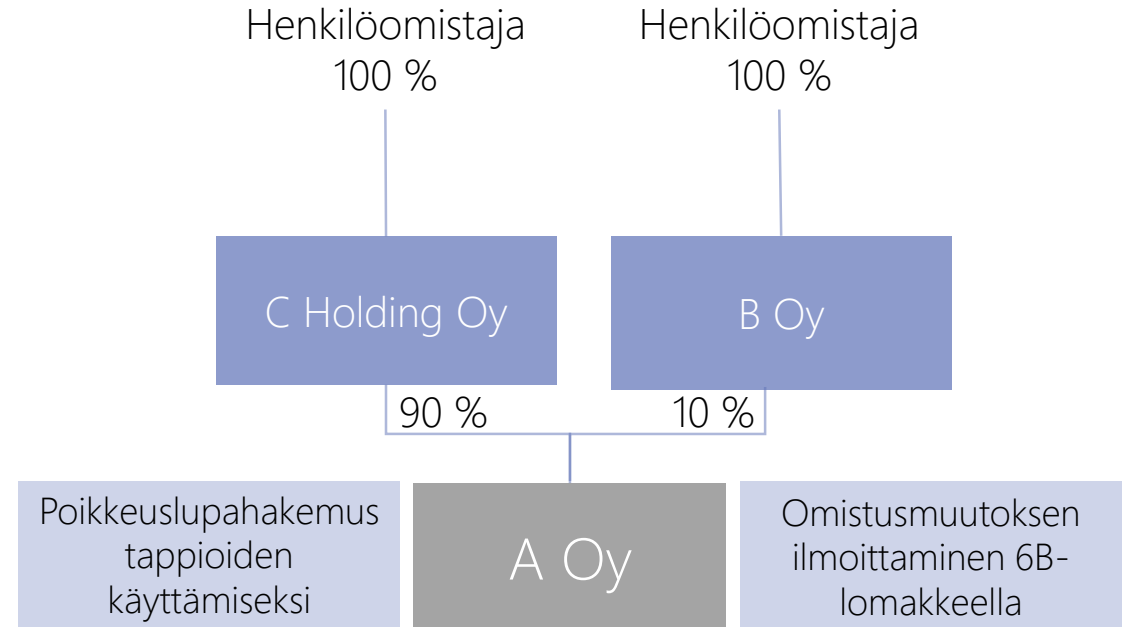 Henkilöomistaja
100 %
Henkilöomistaja
100 %
C Holding Oy
B Oy
90 %
10 %
Poikkeuslupahakemus
tappioiden
käyttämiseksi
A Oy
Omistusmuutoksen
ilmoittaminen 6B-
lomakkeella